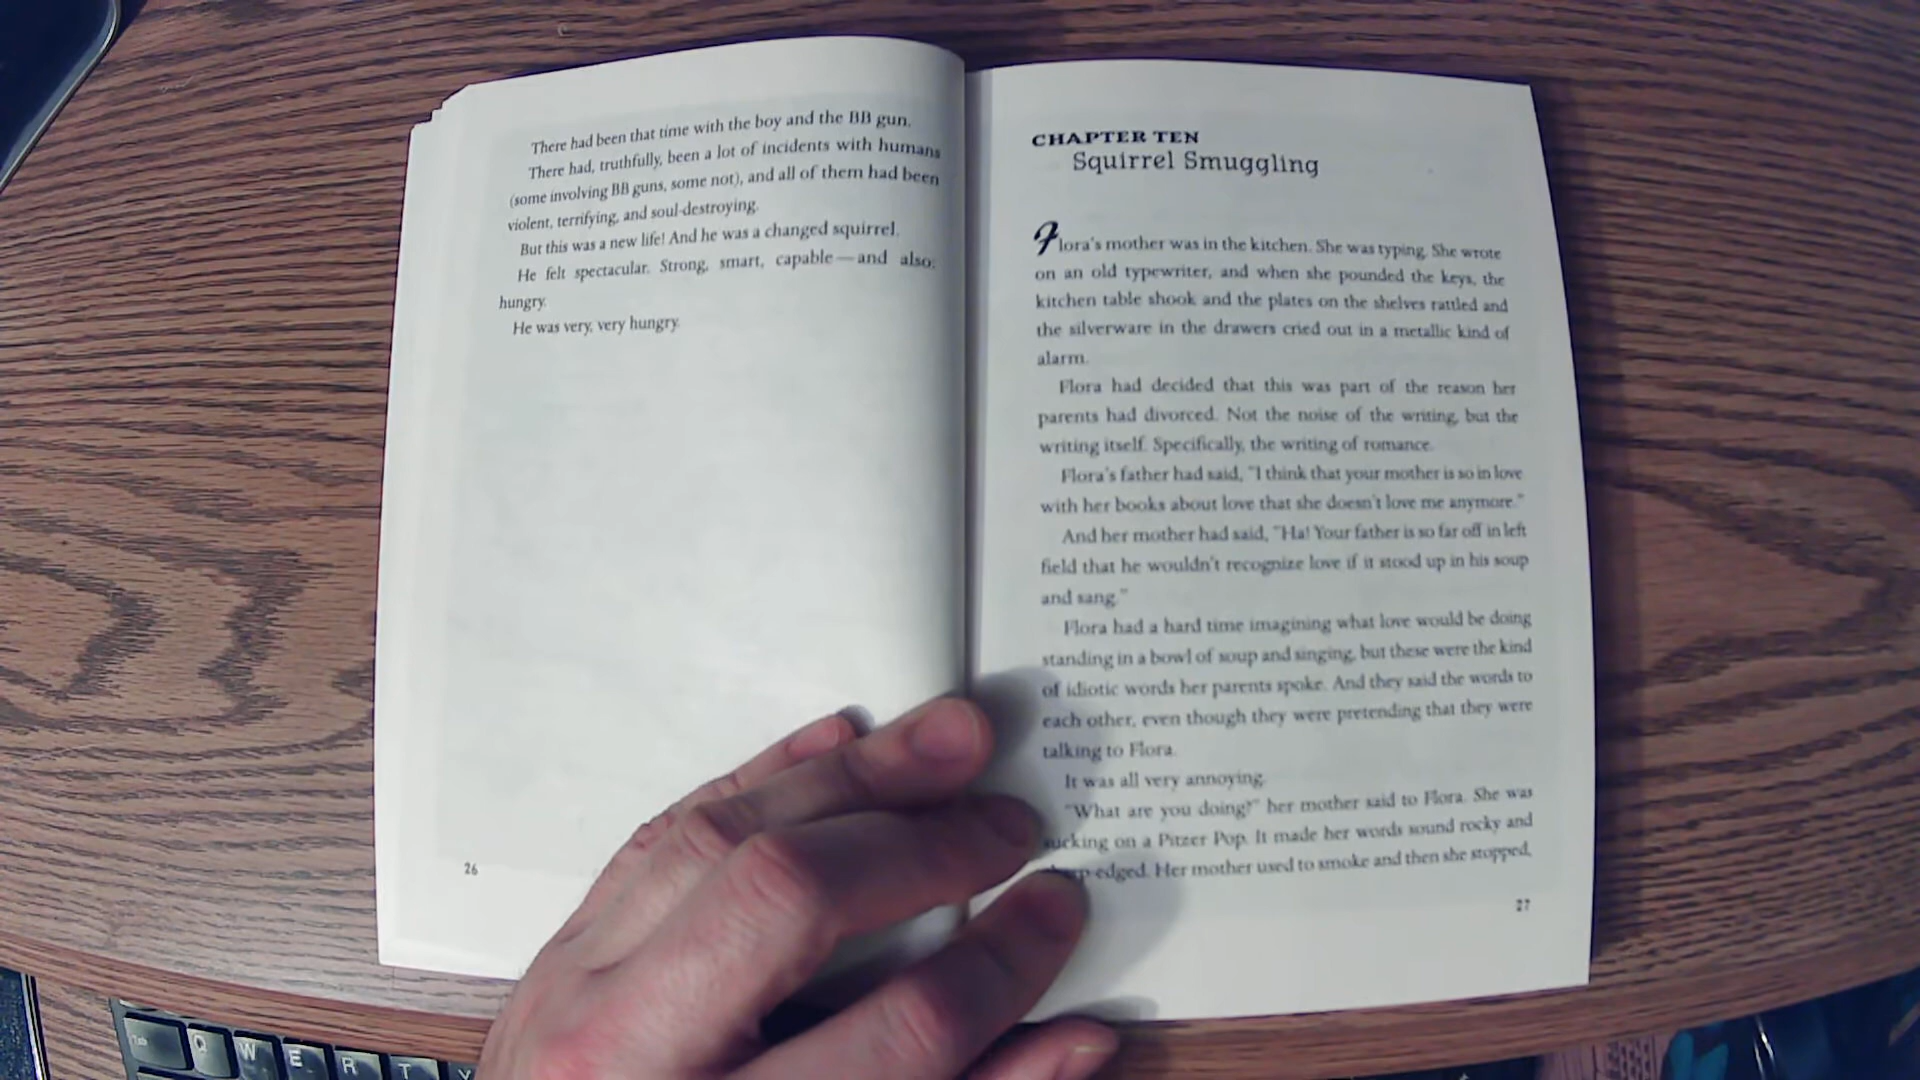 There had been that time with the boy and the BB gun.
There had, truthfully, been a lot of incidents with humans
(some involving BB guns, some not), and all of them had been
violent, terrifying, and soul-destroying.
But this was a new life! And he was a changed squirrel.
He felt spectacular. Strong, smart, capable — and also:
hungry.
He was very, very hungry.
26
CHAPTER TEN
Squirrel Smuggling
Flora's mother was in the kitchen. She was typing. She wrote
on an old typewriter, and when she pounded the keys, the
kitchen table shook and the plates on the shelves rattled and
the silverware in the drawers cried out in a metallic kind of
alarm.
Flora had decided that this was part of the reason her
parents had divorced. Not the noise of the writing, but the
writing itself. Specifically, the writing of romance.
Flora's father had said, "I think that your mother is so in love
with her books about love that she doesn't love me anymore."
And her mother had said, "Ha! Your father is so far off in left
field that he wouldn't recognize love if it stood up in his soup
and sang."
Flora had a hard time imagining what love would be doing
standing in a bowl of soup and singing, but these were the kind
of idiotic words her parents spoke. And they said the words to
each other, even though they were pretending that they were
talking to Flora.
It was all very annoying.
"What are you doing?" her mother said to Flora. She was
sucking on a Pitzer Pop. It made her words sound rocky and
sharp-edged. Her mother used to smoke and then she stopped,
27
Tab Q W E R T Y